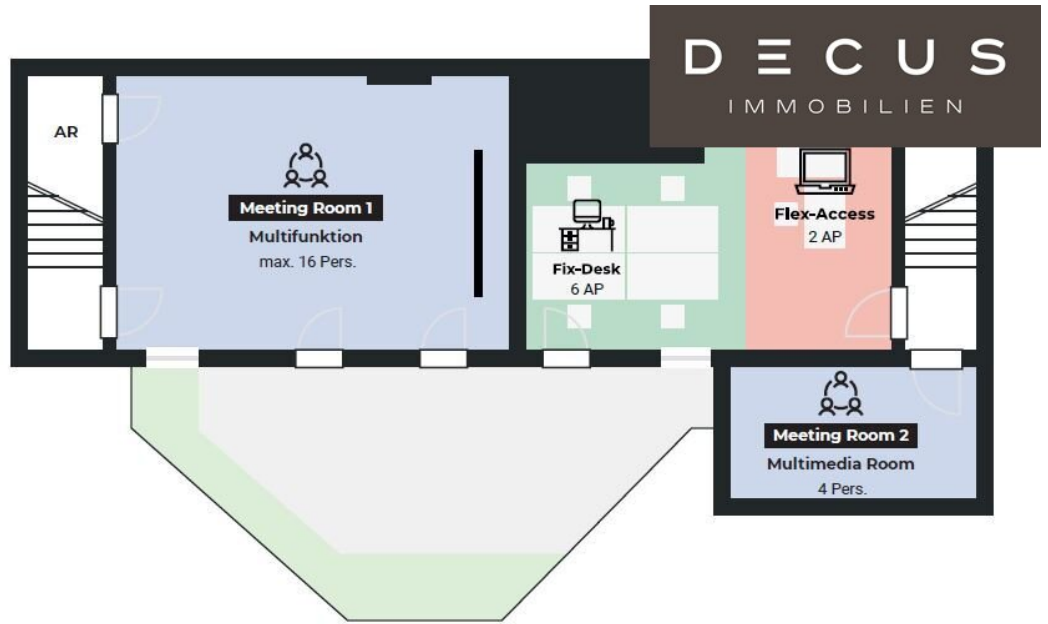 DECUS
IMMOBILIEN
AR
Meeting Room 1
Multifunktion
max. 16 Pers.
Fix-Desk
6 AP
Flex-Access
2 AP
Meeting Room 2
Multimedia Room
4 Pers.